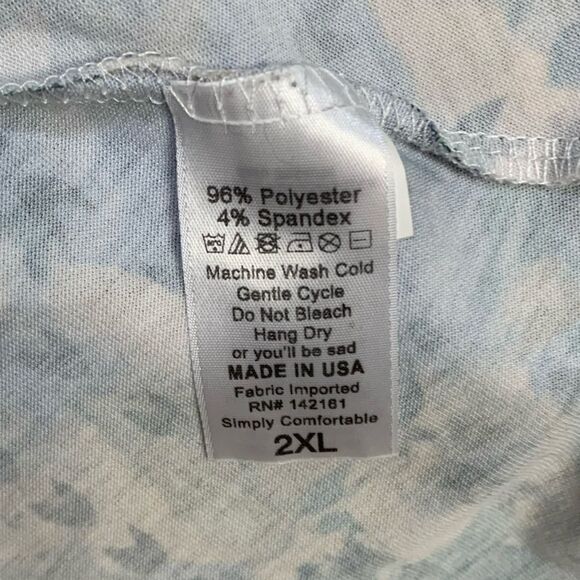 96% Polyester
4% Spandex
Machine Wash Cold
Gentle Cycle
Do Not Bleach
Hang Dry
or you'll be sad
MADE IN USA
Fabric Imported
RN# 142161
Simply Comfortable
2XL